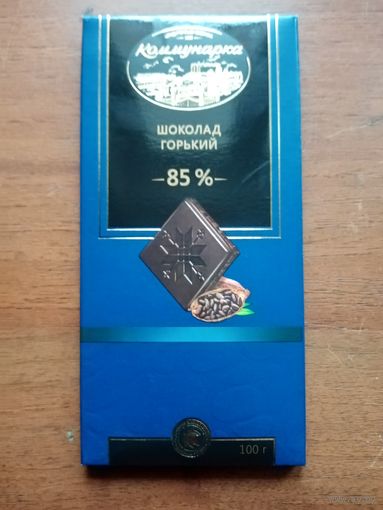 Коммунарка
ШОКОЛАД
ГОРЬКИЙ
85 %
100 г